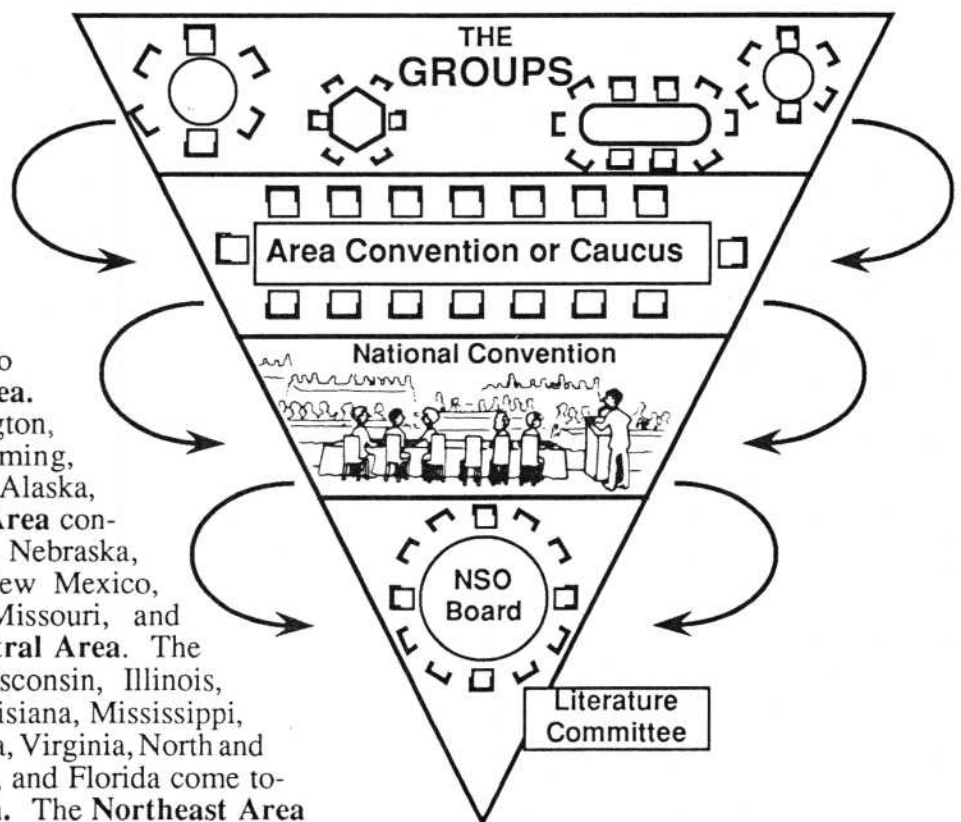 THE
GROUPS
Area Convention or Caucus
National Convention
NSO
Board
Literature
Committee
o
ea.
gton,
ming,
Alaska,
Area con-
Nebraska,
ew Mexico,
Missouri, and
tral Area. The
sconsin, Illinois,
isiana, Mississippi,
a, Virginia, North and
, and Florida come to-
. The Northeast Area